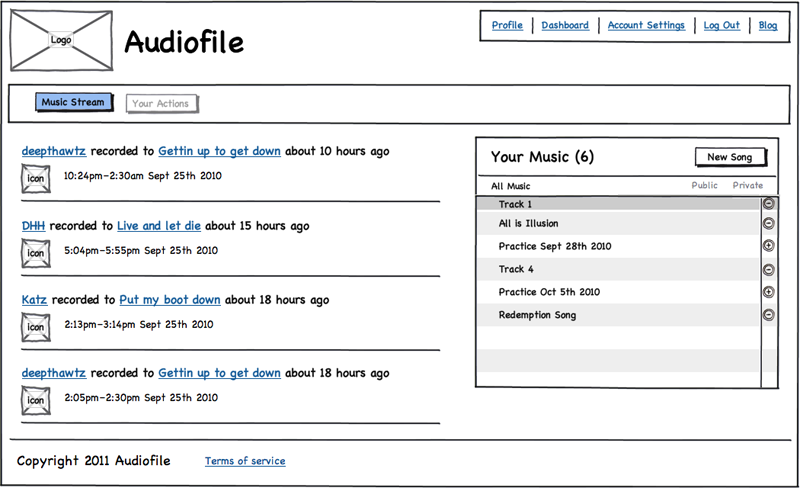 Logo
Audiofile
Profile Dashboard Account Settings Log Out Blog
Music Stream Your Actions
deepthawtz recorded to Gettin up to get down about 10 hours ago
icon
10:24pm-2:30am Sept 25th 2010
DHH recorded to Live and let die about 15 hours ago
icon
5:04pm-5:55pm Sept 25th 2010
Katz recorded to Put my boot down about 18 hours ago
icon
2:13pm-3:14pm Sept 25th 2010
deepthawtz recorded to Gettin up to get down about 18 hours ago
icon
2:05pm-2:30pm Sept 25th 2010
Your Music (6) New Song
All Music Public Private
Track 1
All is Illusion
Practice Sept 28th 2010
Track 4
Practice Oct 5th 2010
Redemption Song
Copyright 2011 Audiofile Terms of service